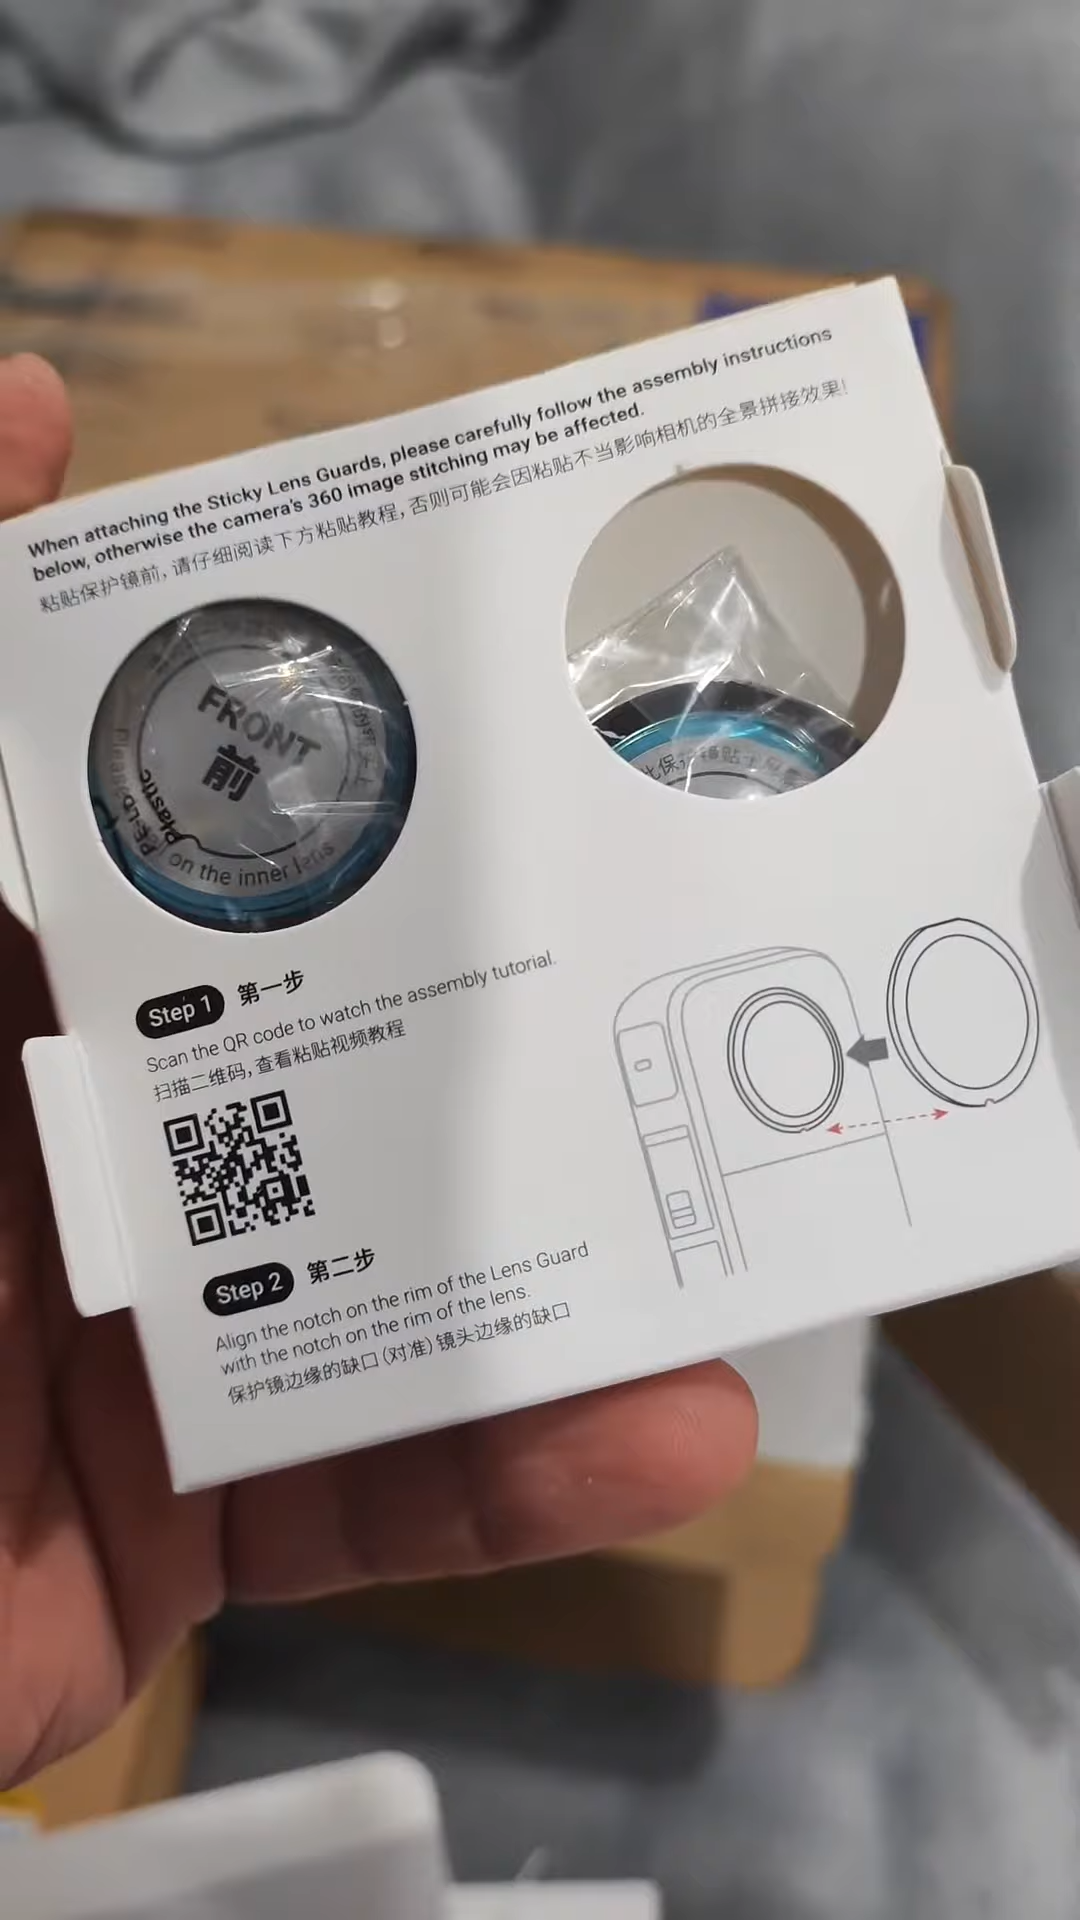 When attaching the Sticky Lens Guards, please carefully follow the assembly instructions
below, otherwise the camera's 360 image stitching may be affected.
粘贴保护镜前，请仔细阅读下方粘贴教程，否则可能会因粘贴不当影响相机的全景拼接效果！
FRONT
前
Plastic
on the inner lens
保护镜贴
Step 1 第一步
Scan the QR code to watch the assembly tutorial.
扫描二维码，查看粘贴视频教程
Step 2 第二步
Align the notch on the rim of the Lens Guard
with the notch on the rim of the lens.
保护镜边缘的缺口（对准）镜头边缘的缺口